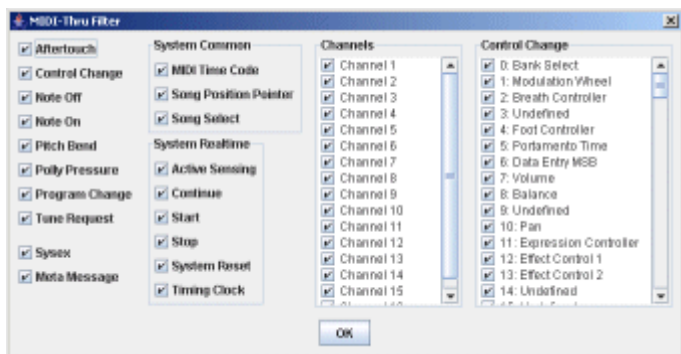 MIDI-Thru Filter
Aftertouch
Control Change
Note Off
Note On
Pitch Bend
Polly Pressure
Program Change
Tune Request
Sysex
Meta Message
System Common
MIDI Time Code
Song Position Pointer
Song Select
System Realtime
Active Sensing
Continue
Start
Stop
System Reset
Timing Clock
Channels
Channel 1
Channel 2
Channel 3
Channel 4
Channel 5
Channel 6
Channel 7
Channel 8
Channel 9
Channel 10
Channel 11
Channel 12
Channel 13
Channel 14
Channel 15
Control Change
0: Bank Select
1: Modulation Wheel
2: Breath Controller
3: Undefined
4: Foot Controller
5: Portamento Time
6: Data Entry MSB
7: Volume
8: Balance
9: Undefined
10: Pan
11: Expression Controller
12: Effect Control 1
13: Effect Control 2
14: Undefined
OK